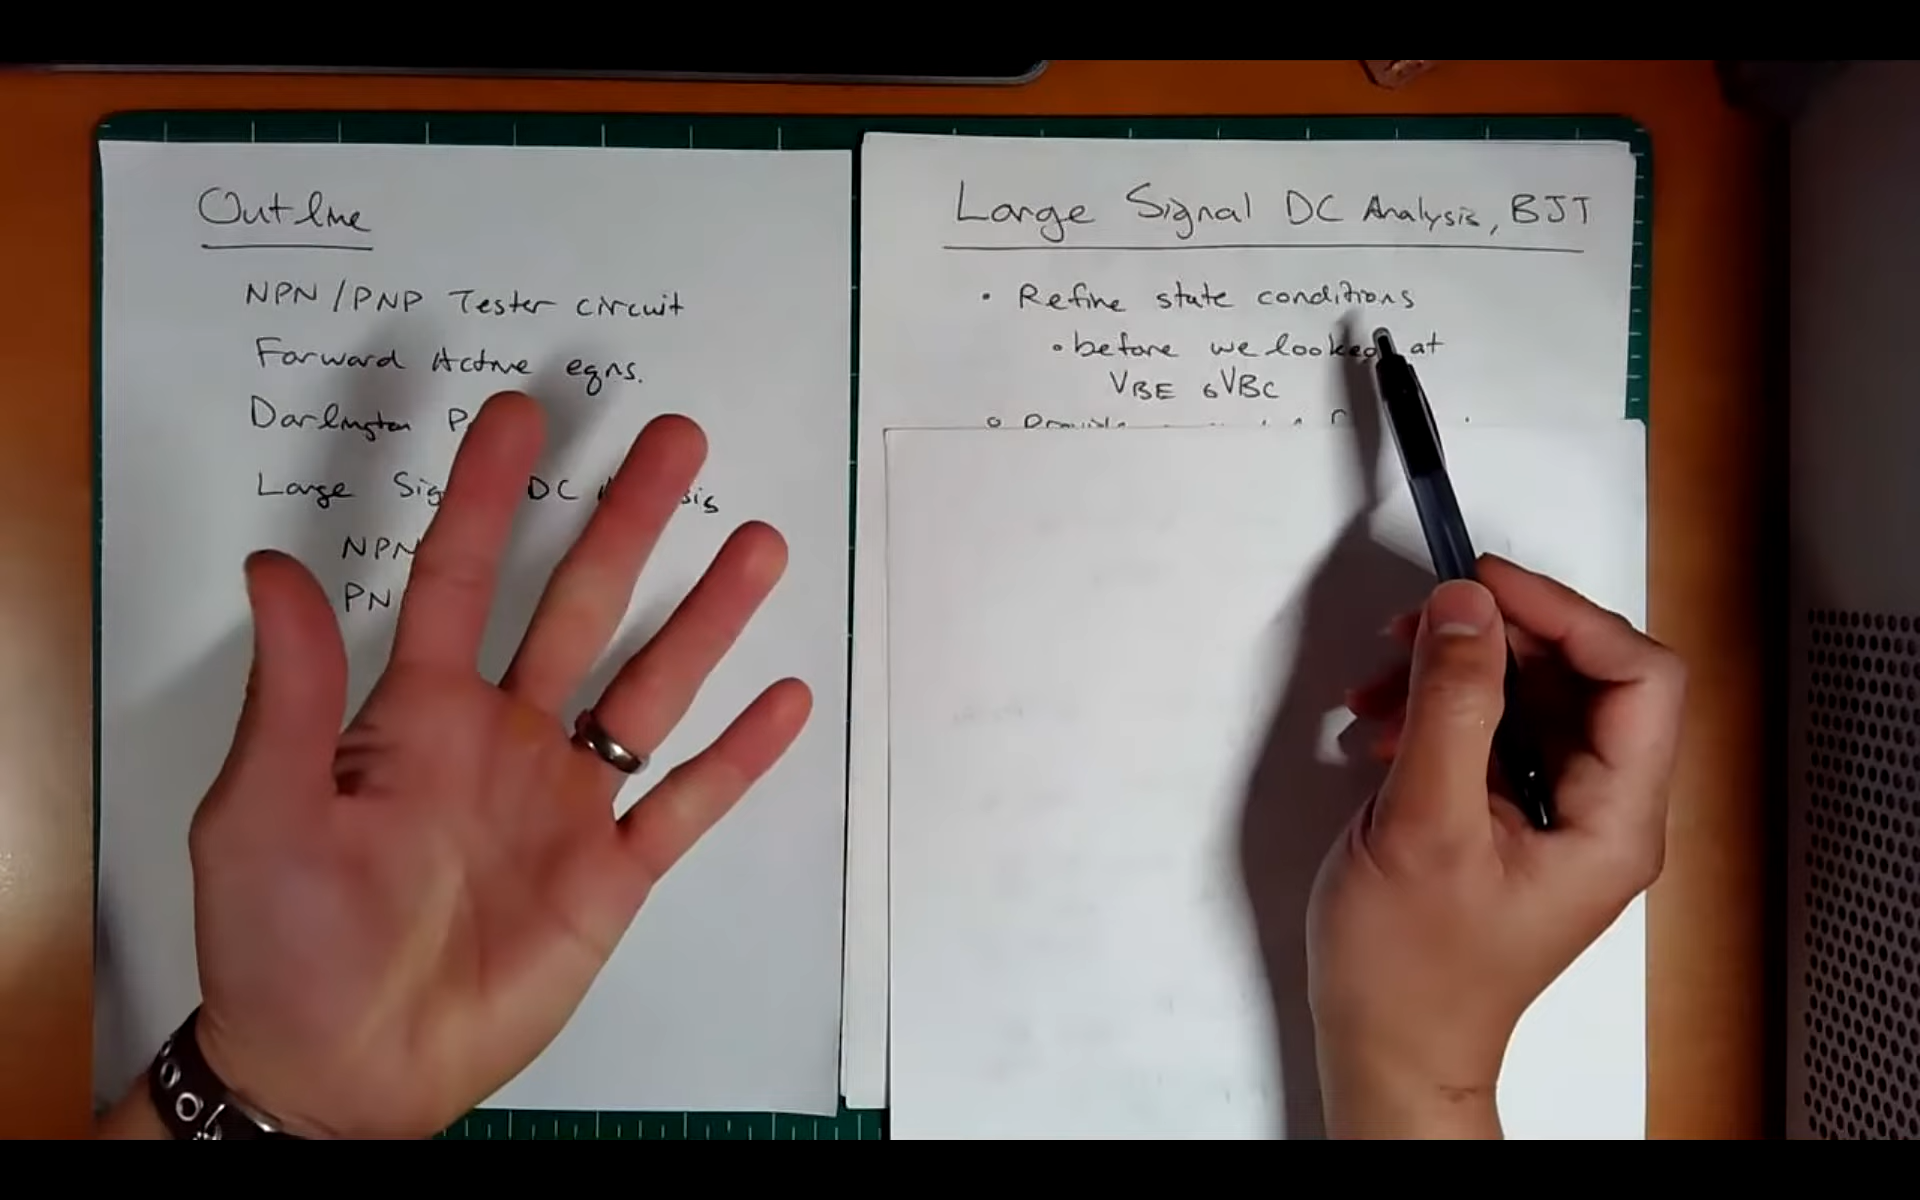 Outline
NPN/PNP Tester circuit
Forward Active eqns.
Darlington
Large DC
NPN
Large Signal DC Analysis, BJT
• Refine state conditions
• before we looked at
VBE & VBC